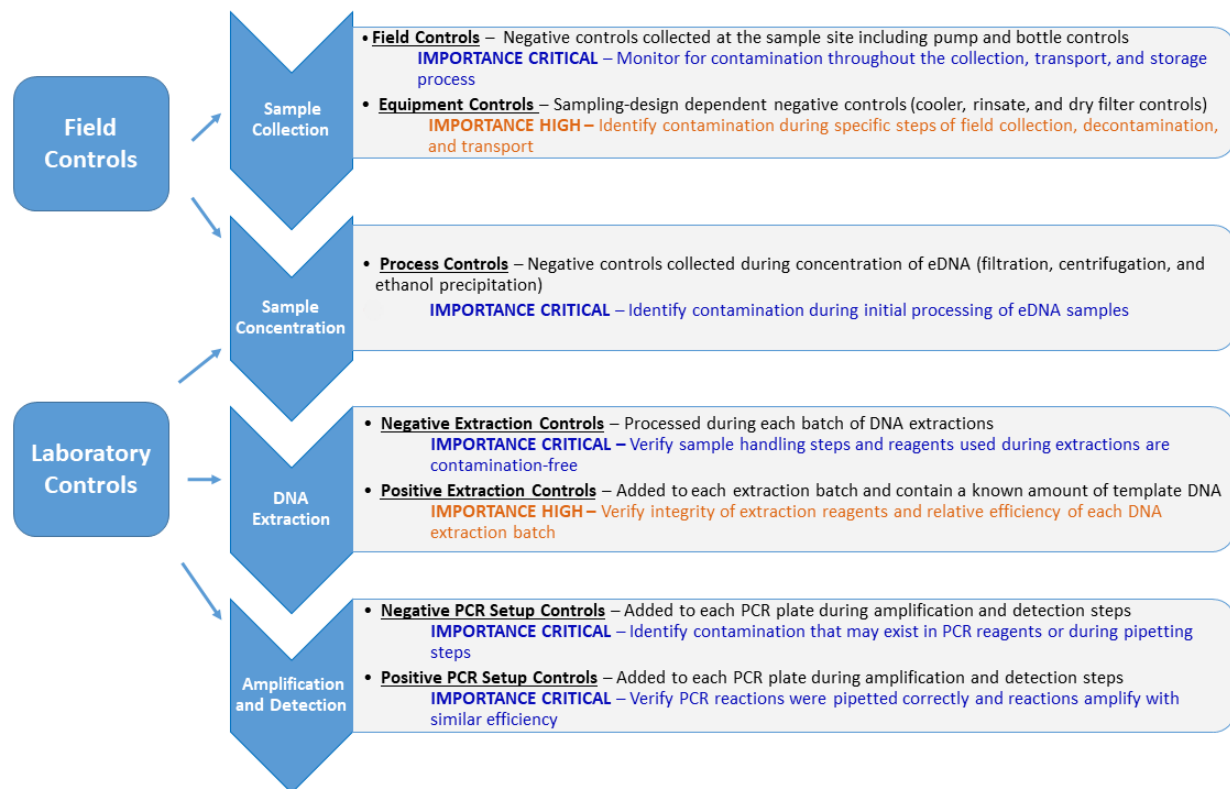 Field
Controls
Sample
Collection
•Field Controls – Negative controls collected at the sample site including pump and bottle controls
IMPORTANCE CRITICAL – Monitor for contamination throughout the collection, transport, and storage
process
• Equipment Controls – Sampling-design dependent negative controls (cooler, rinsate, and dry filter controls)
IMPORTANCE HIGH – Identify contamination during specific steps of field collection, decontamination,
and transport
Sample
Concentration
• Process Controls – Negative controls collected during concentration of eDNA (filtration, centrifugation, and
ethanol precipitation)
IMPORTANCE CRITICAL – Identify contamination during initial processing of eDNA samples
Laboratory
Controls
DNA
Extraction
• Negative Extraction Controls – Processed during each batch of DNA extractions
IMPORTANCE CRITICAL – Verify sample handling steps and reagents used during extractions are
contamination-free
• Positive Extraction Controls – Added to each extraction batch and contain a known amount of template DNA
IMPORTANCE HIGH – Verify integrity of extraction reagents and relative efficiency of each DNA
extraction batch
Amplification
and Detection
• Negative PCR Setup Controls – Added to each PCR plate during amplification and detection steps
IMPORTANCE CRITICAL – Identify contamination that may exist in PCR reagents or during pipetting
steps
• Positive PCR Setup Controls – Added to each PCR plate during amplification and detection steps
IMPORTANCE CRITICAL – Verify PCR reactions were pipetted correctly and reactions amplify with
similar efficiency